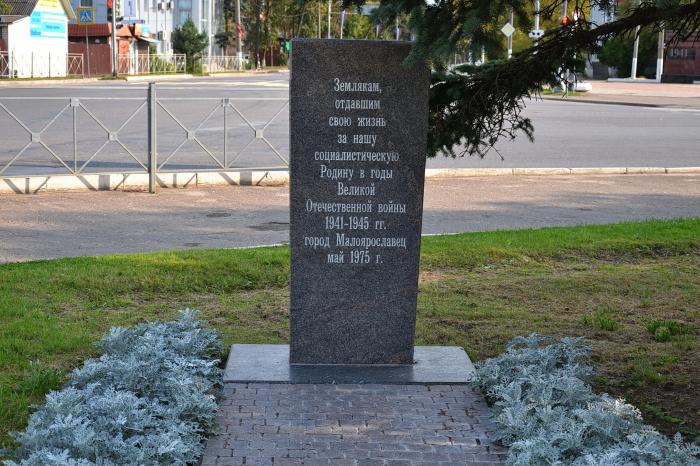 Землякам,
отдавшим
свою жизнь
за нашу
социалистическую
Родину в годы
Великой
Отечественной войны
1941-1945 гг.
город Малоярославец
май 1975 г.
1941